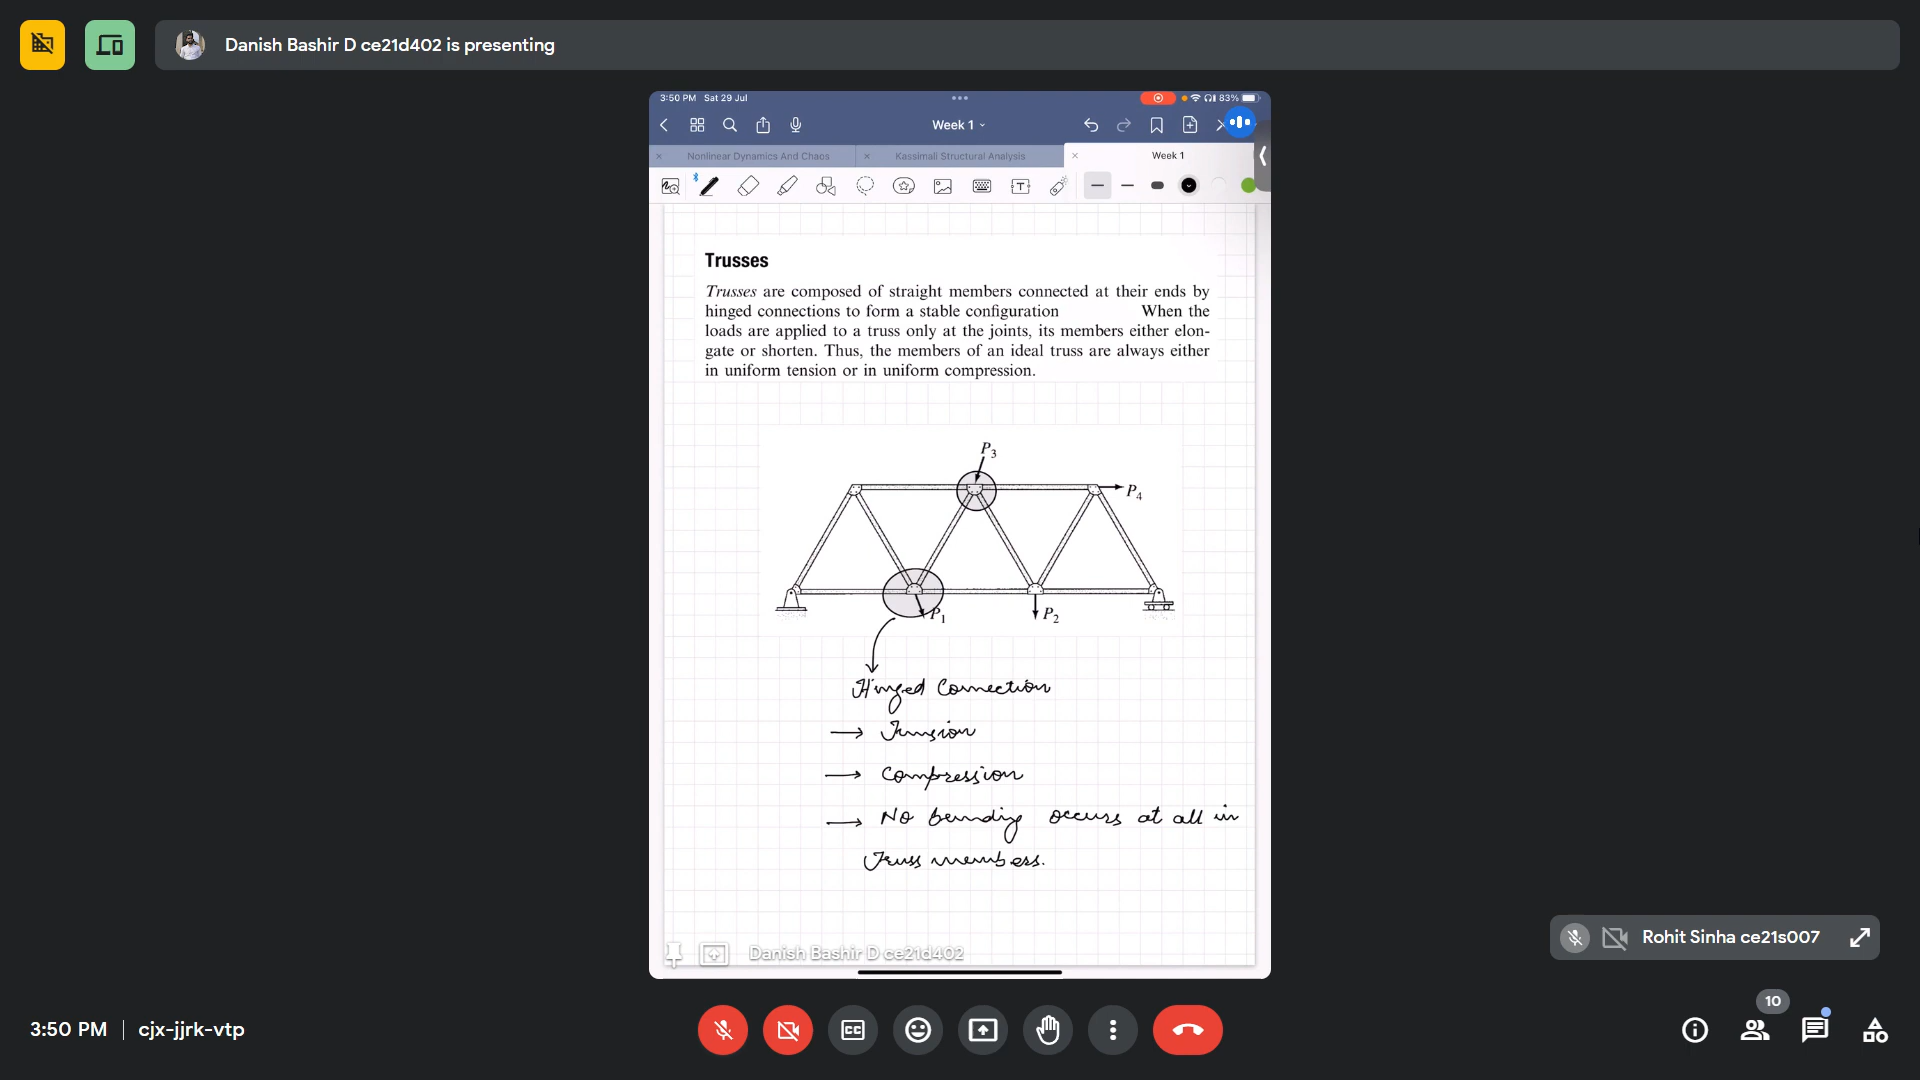 Danish Bashir D ce21d402 is presenting
3:50 PM Sat 29 Jul
83%
Week 1
Nonlinear Dynamics And Chaos
Kassimali Structural Analysis
Week 1
Trusses
Trusses are composed of straight members connected at their ends by
hinged connections to form a stable configuration When the
loads are applied to a truss only at the joints, its members either elon-
gate or shorten. Thus, the members of an ideal truss are always either
in uniform tension or in uniform compression.
P3
P4
P1
P2
Hinged Connection
→ Tension
→ Compression
→ No bending occurs at all in
Truss members.
Danish Bashir D ce21d402
Rohit Sinha ce21s007
10
3:50 PM | cjx-jjrk-vtp
CC